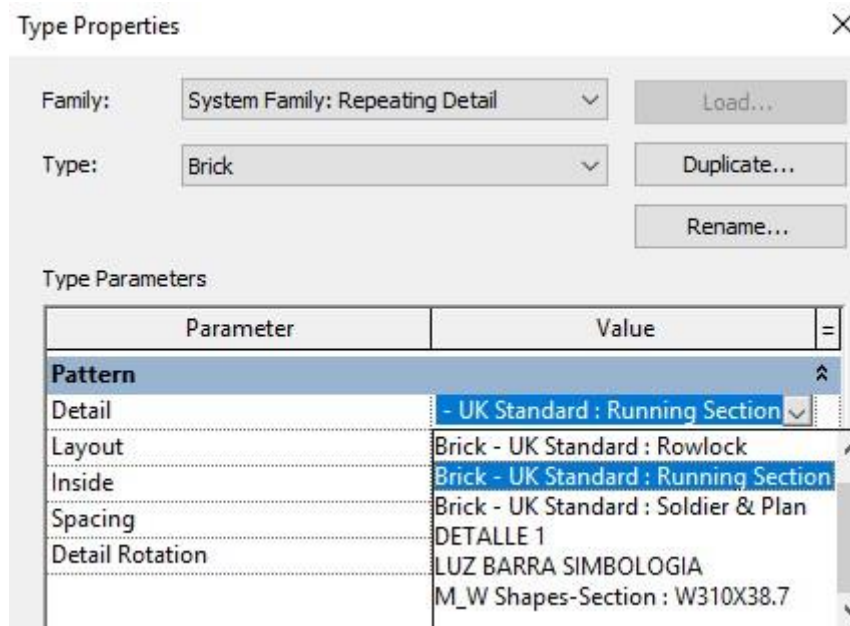 Type Properties
Family:
System Family: Repeating Detail
Load...
Type:
Brick
Duplicate...
Rename...
Type Parameters
Parameter Value =
Pattern
Detail - UK Standard : Running Section
Layout Brick - UK Standard : Rowlock
Inside Brick - UK Standard : Running Section
Spacing Brick - UK Standard : Soldier & Plan
DETALLE 1
Detail Rotation LUZ BARRA SIMBOLOGIA
M_W Shapes-Section : W310X38.7